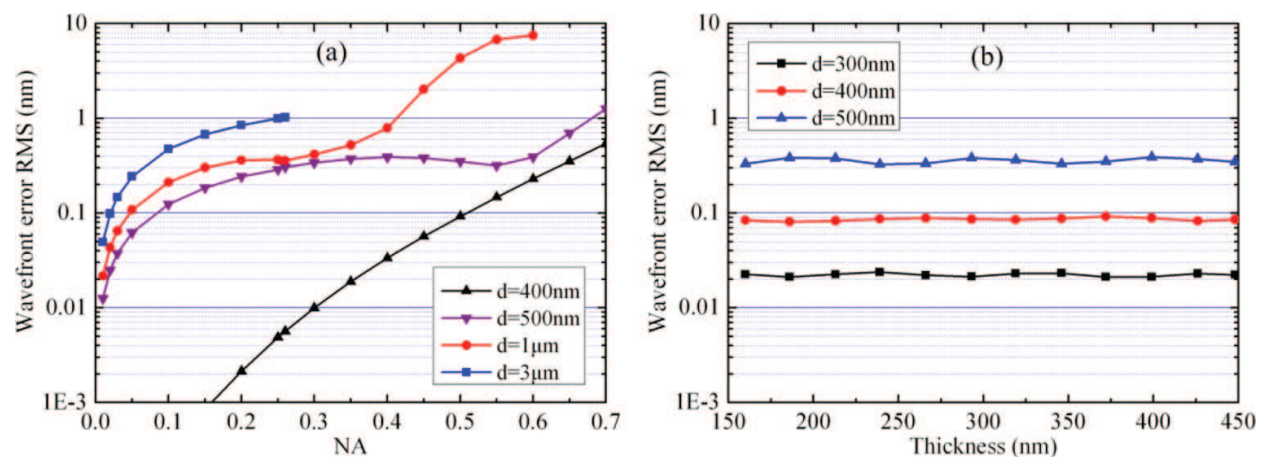 10
1
0.1
0.01
1E-3
Wavefront error RMS (nm)
(a)
d=400nm
d=500nm
d=1μm
d=3μm
0.0 0.1 0.2 0.3 0.4 0.5 0.6 0.7
NA
10
1
0.1
0.01
1E-3
Wavefront error RMS (nm)
d=300nm
d=400nm
d=500nm
(b)
150 200 250 300 350 400 450
Thickness (nm)